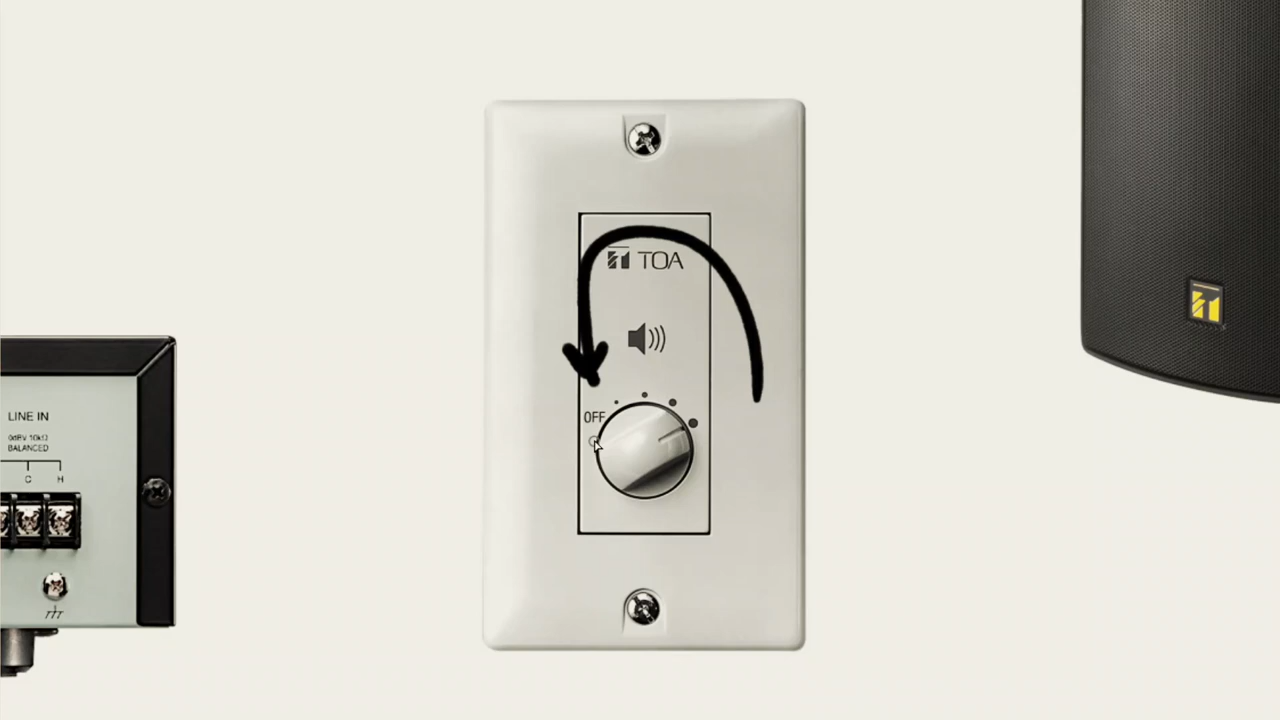 TOA
OFF
LINE IN
0dBV 10kΩ
BALANCED
C H